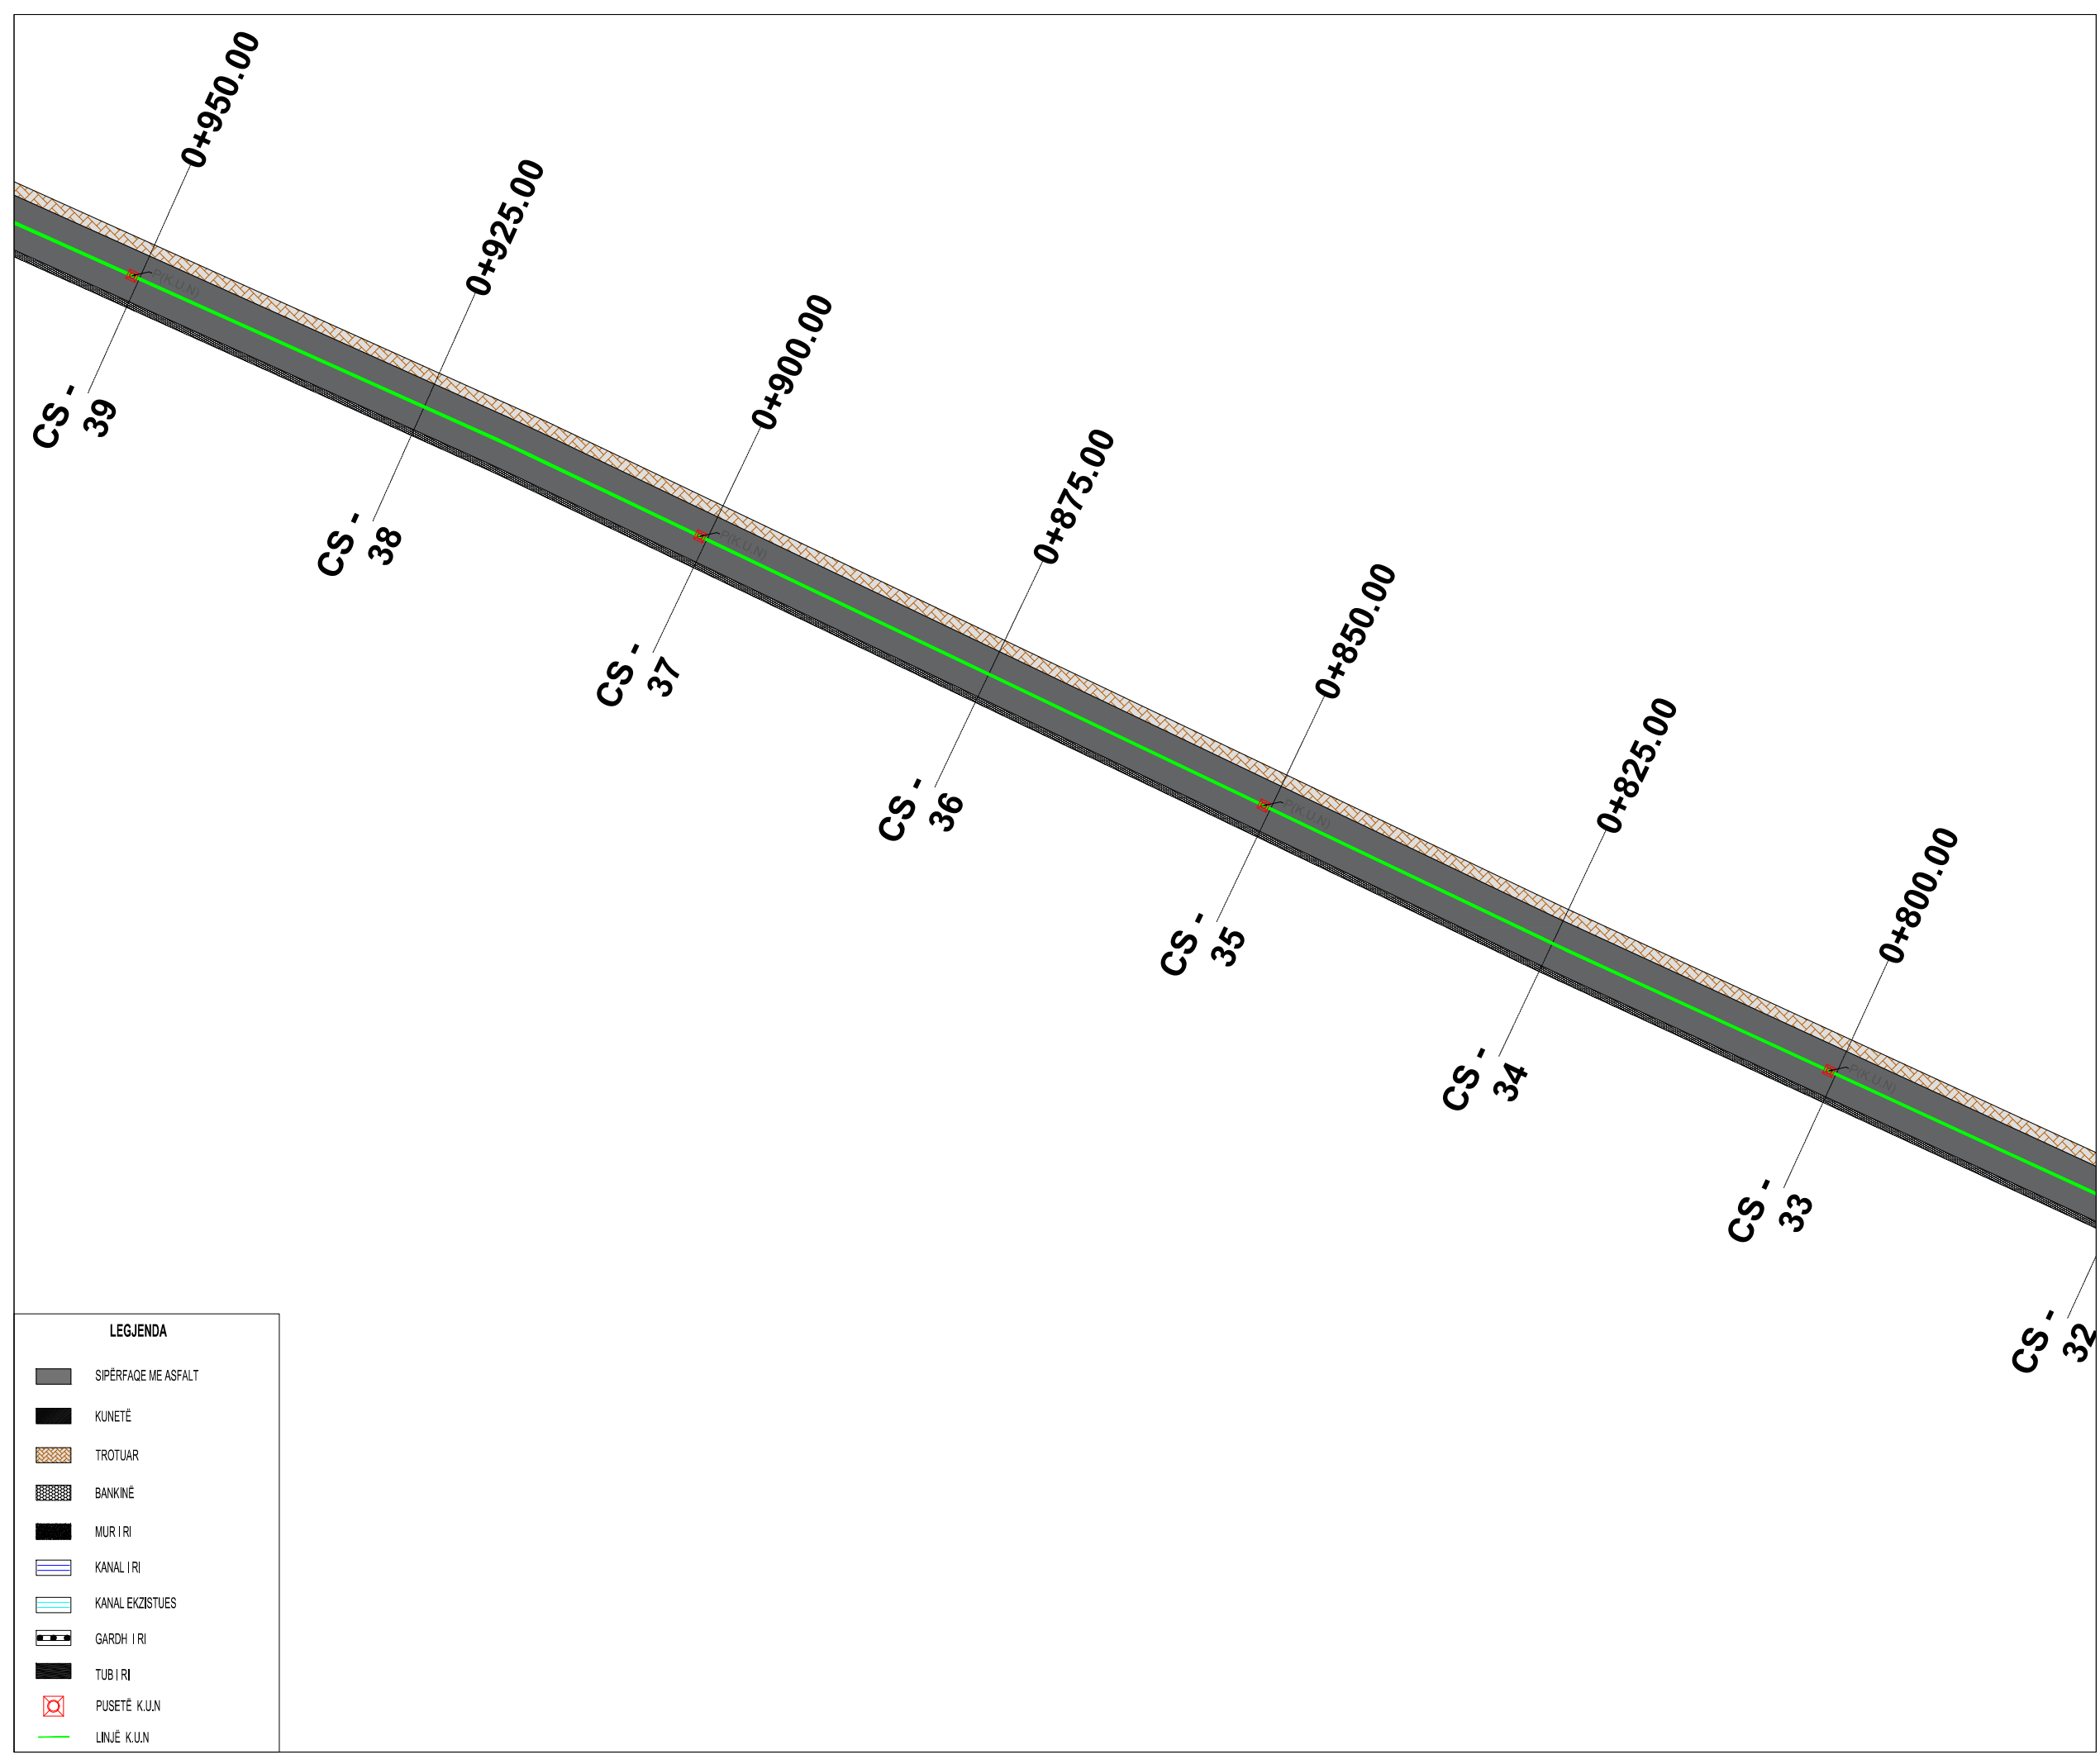 0+950.00
0+925.00
0+900.00
0+875.00
0+850.00
0+825.00
0+800.00
P(K.U.N)
P(K.U.N)
P(K.U.N)
P(K.U.N)
CS -
39
CS -
38
CS -
37
CS -
36
CS -
35
CS -
34
CS -
33
CS -
32
LEGJENDA
SIPËRFAQE ME ASFALT
KUNETË
TROTUAR
BANKINË
MUR I RI
KANAL I RI
KANAL EKZISTUES
GARDH I RI
TUB I RI
PUSETË K.U.N
LINJË K.U.N